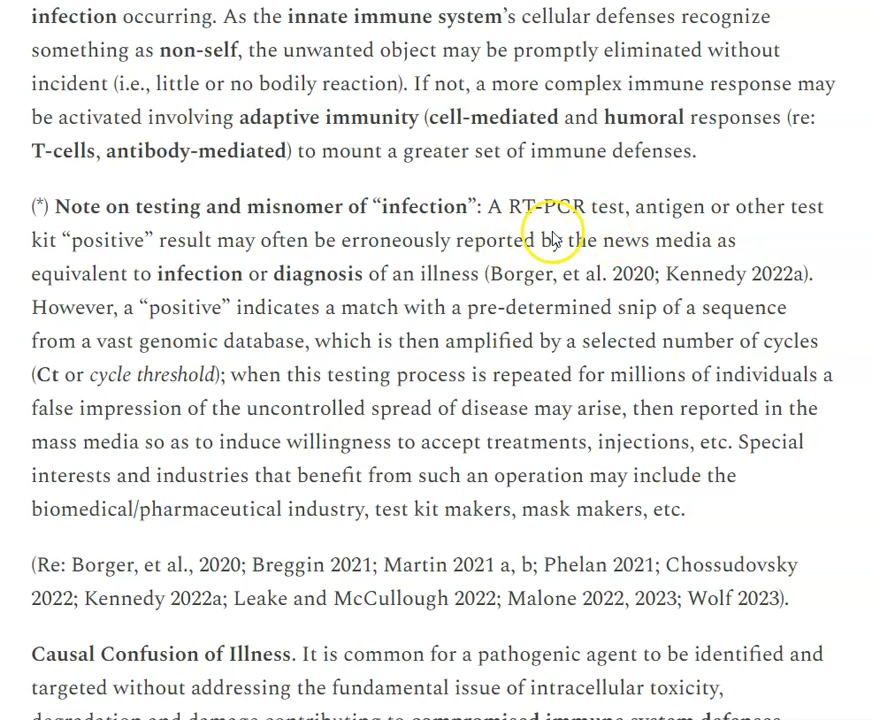 infection occurring. As the innate immune system's cellular defenses recognize
something as non-self, the unwanted object may be promptly eliminated without
incident (i.e., little or no bodily reaction). If not, a more complex immune response may
be activated involving adaptive immunity (cell-mediated and humoral responses (re:
T-cells, antibody-mediated) to mount a greater set of immune defenses.
(*) Note on testing and misnomer of “infection”: A RT-PCR test, antigen or other test
kit “positive” result may often be erroneously reported by the news media as
equivalent to infection or diagnosis of an illness (Borger, et al. 2020; Kennedy 2022a).
However, a “positive” indicates a match with a pre-determined snip of a sequence
from a vast genomic database, which is then amplified by a selected number of cycles
(Ct or cycle threshold); when this testing process is repeated for millions of individuals a
false impression of the uncontrolled spread of disease may arise, then reported in the
mass media so as to induce willingness to accept treatments, injections, etc. Special
interests and industries that benefit from such an operation may include the
biomedical/pharmaceutical industry, test kit makers, mask makers, etc.
(Re: Borger, et al., 2020; Breggin 2021; Martin 2021 a, b; Phelan 2021; Chossudovsky
2022; Kennedy 2022a; Leake and McCullough 2022; Malone 2022, 2023; Wolf 2023).
Causal Confusion of Illness. It is common for a pathogenic agent to be identified and
targeted without addressing the fundamental issue of intracellular toxicity,
degradation and damage contributing to compromised immune system defenses